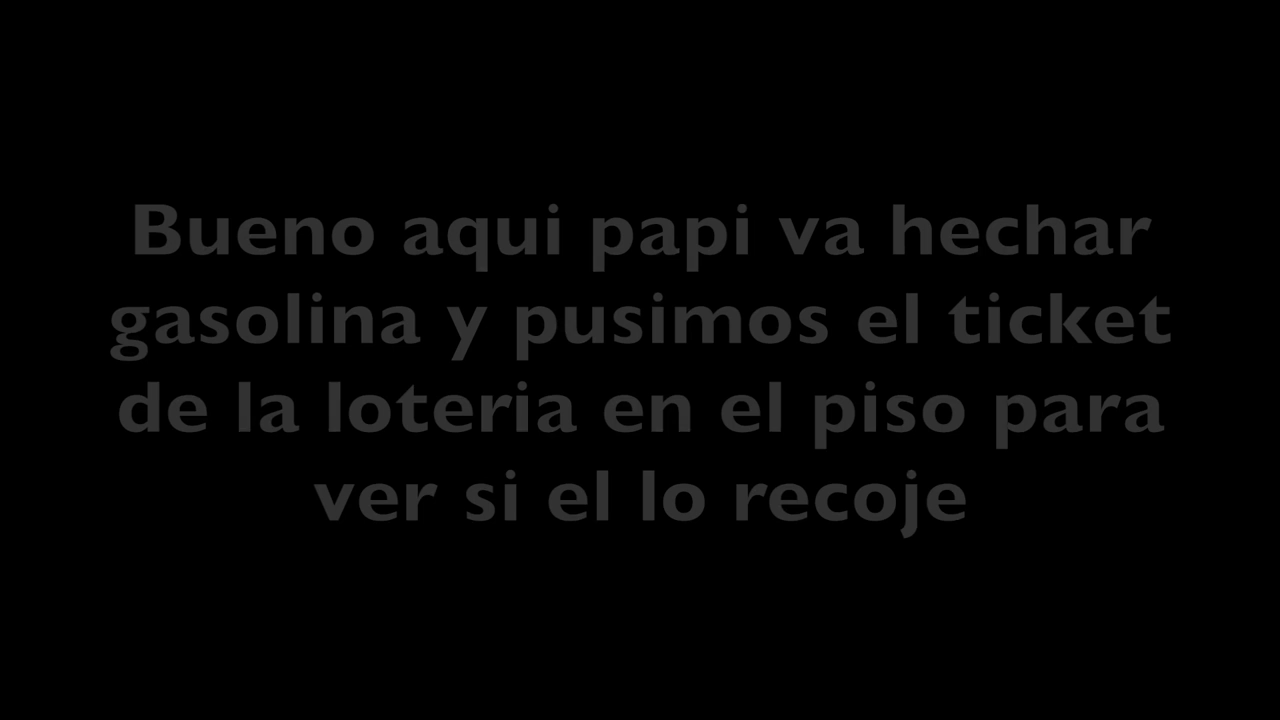 Bueno aqui papi va hechar
gasolina y pusimos el ticket
de la loteria en el piso para
ver si el lo recoje